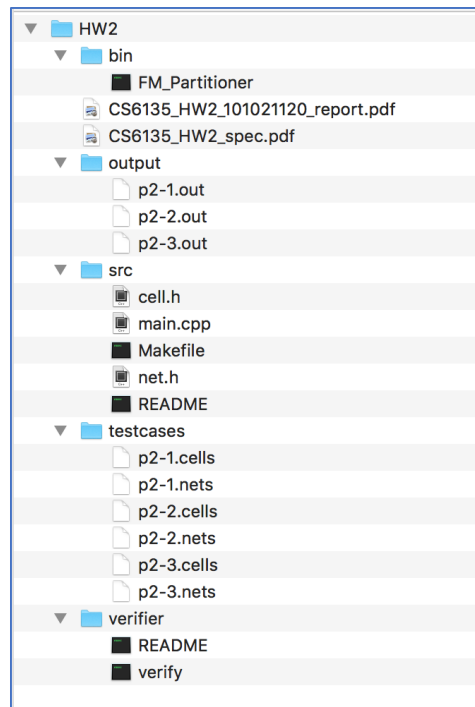 HW2
bin
FM_Partitioner
CS6135_HW2_101021120_report.pdf
CS6135_HW2_spec.pdf
output
p2-1.out
p2-2.out
p2-3.out
src
cell.h
main.cpp
Makefile
net.h
README
testcases
p2-1.cells
p2-1.nets
p2-2.cells
p2-2.nets
p2-3.cells
p2-3.nets
verifier
README
verify